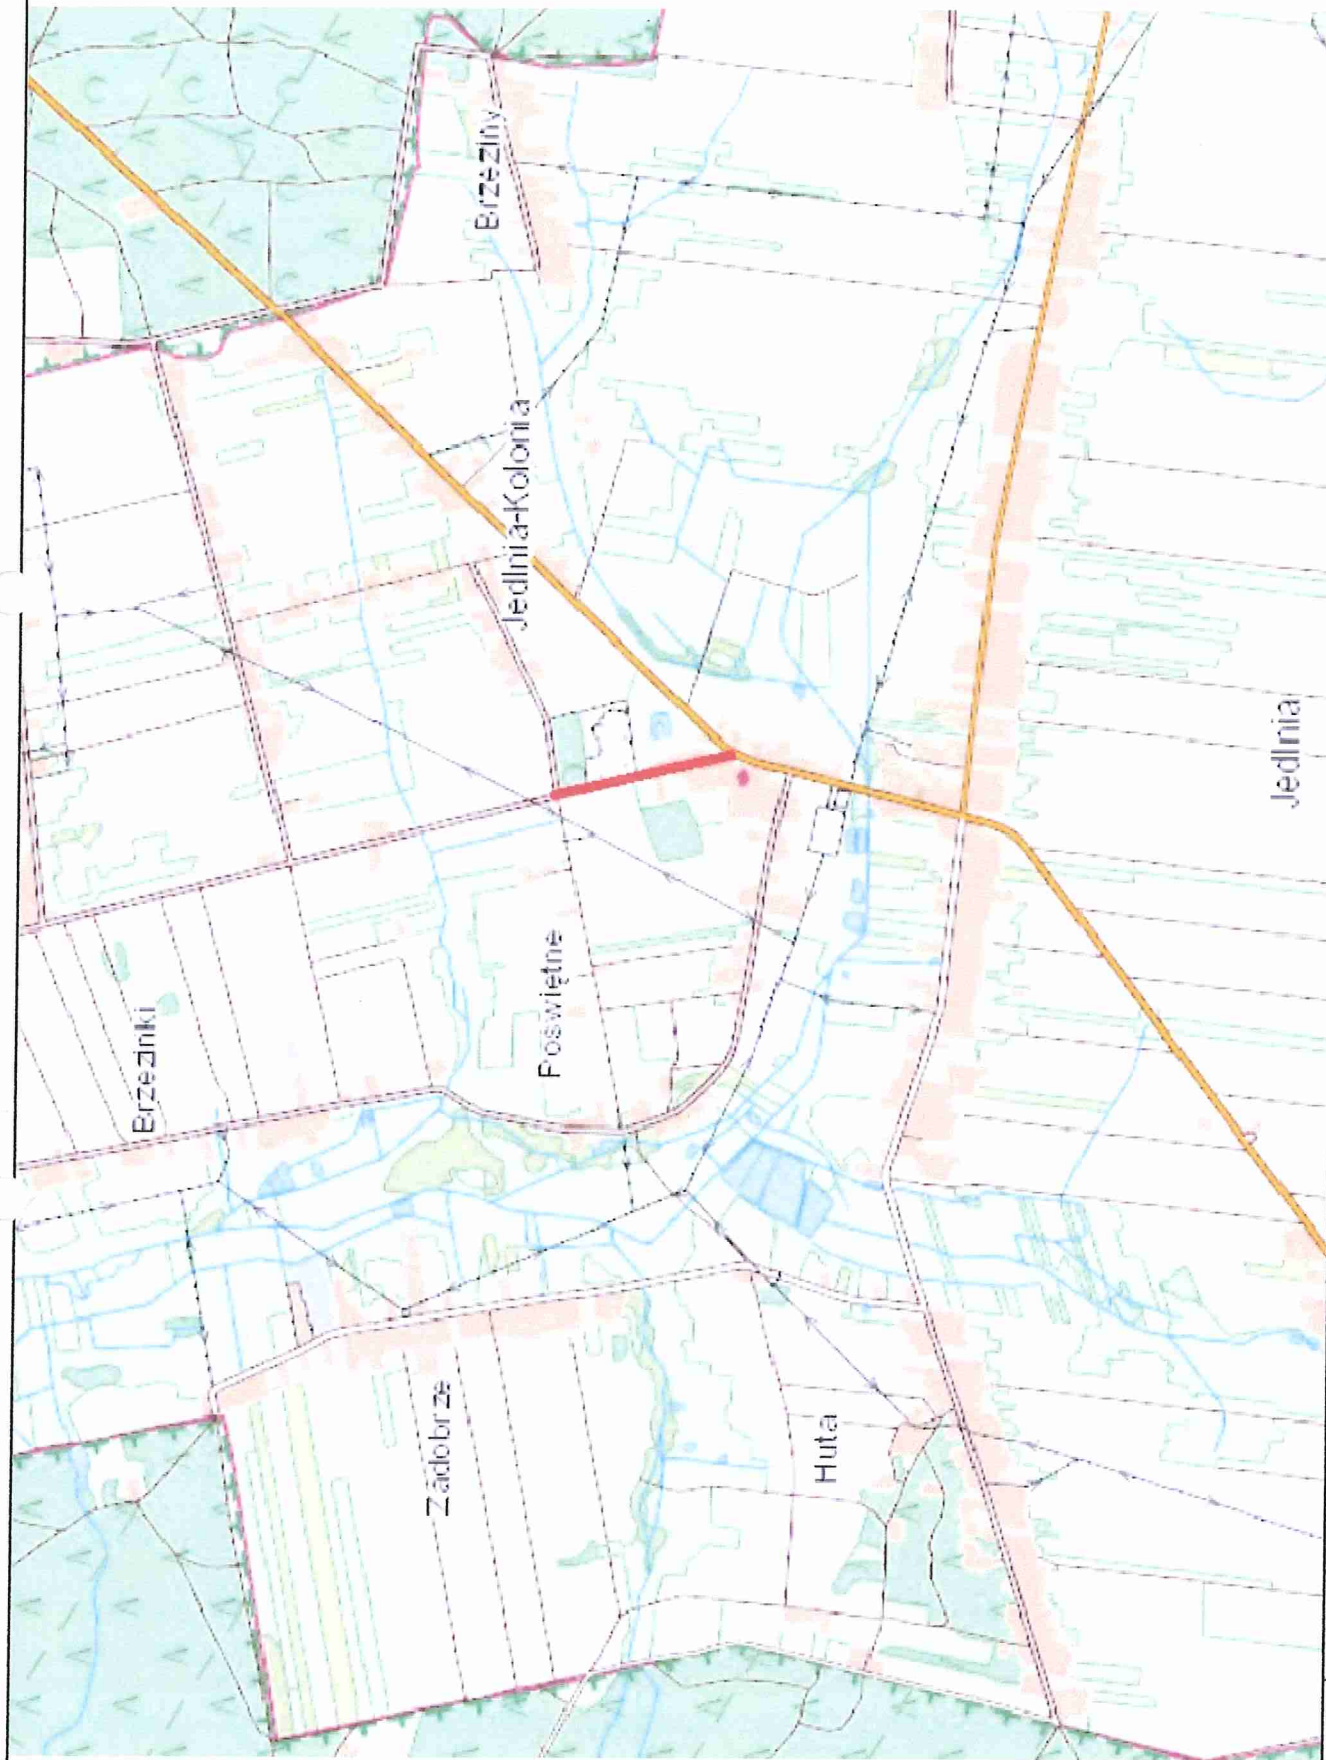 Brzeziny
Jedlnia-Kolonia
Jedlnia
Brzezinki
Poświętne
Zadobrze
Huta